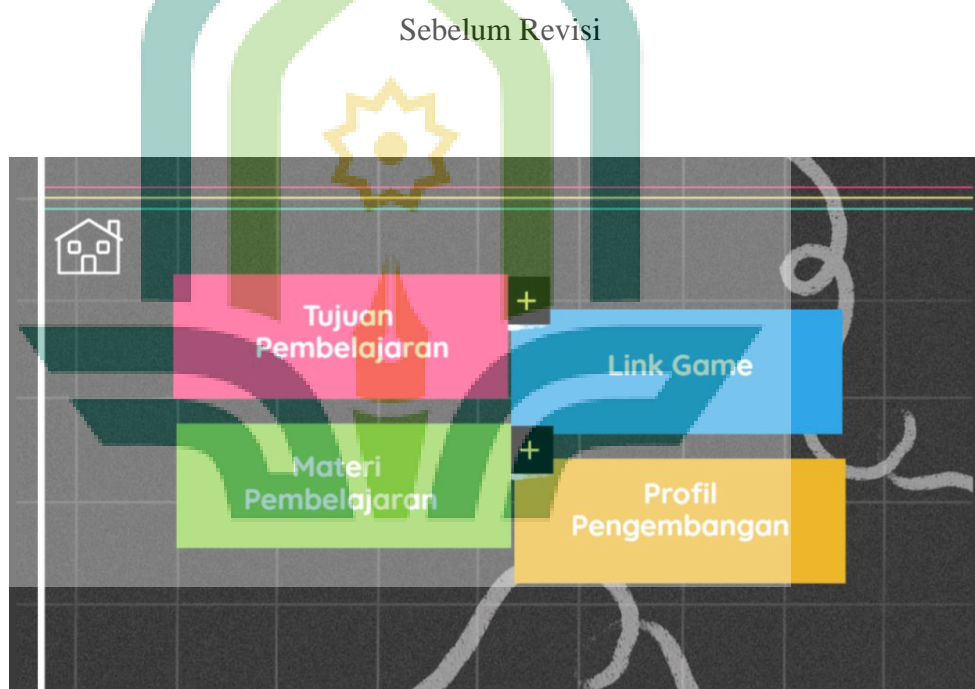 Sebelum Revisi
Tujuan
Pembelajaran
+
Link Game
Materi
Pembelajaran
+
Profil
Pengembangan